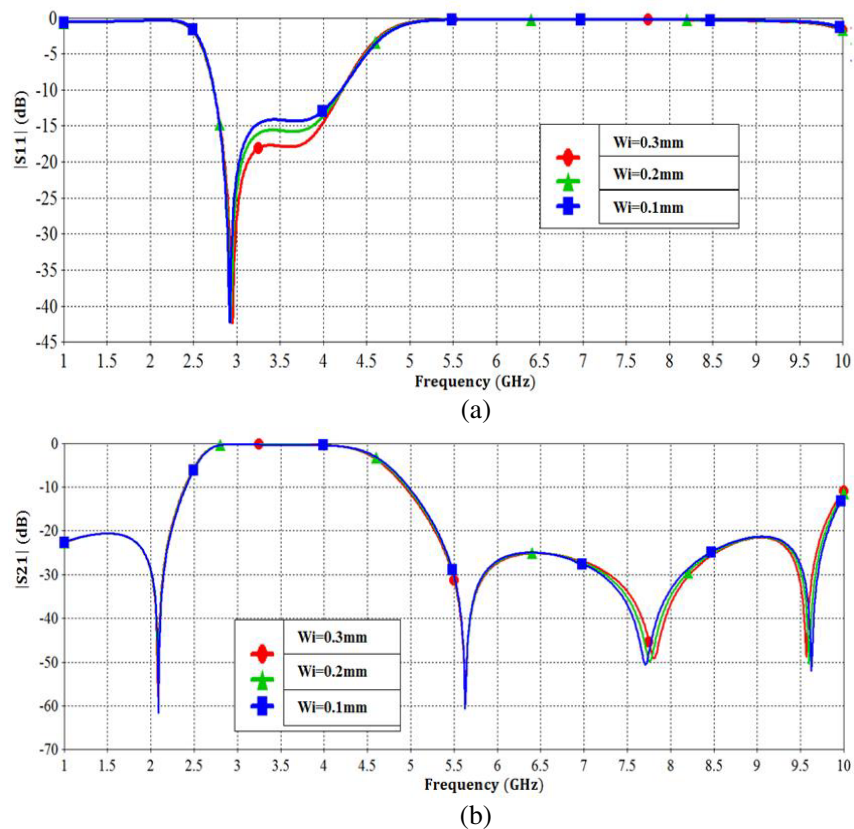 0
-5
-10
-15
-20
-25
-30
-35
-40
-45
|S11| (dB)
Wi=0.3mm
Wi=0.2mm
Wi=0.1mm
1 1.5 2 2.5 3 3.5 4 4.5 5 5.5 6 6.5 7 7.5 8 8.5 9 9.5 10
Frequency (GHz)
(a)
0
-10
-20
-30
-40
-50
-60
-70
|S21| (dB)
Wi=0.3mm
Wi=0.2mm
Wi=0.1mm
1 1.5 2 2.5 3 3.5 4 4.5 5 5.5 6 6.5 7 7.5 8 8.5 9 9.5 10
Frequency (GHz)
(b)